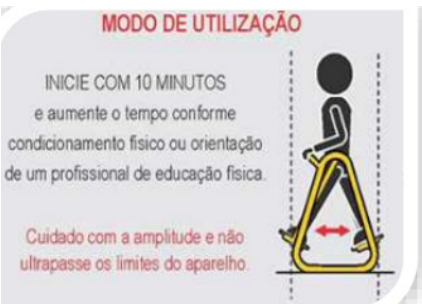 MODO DE UTILIZAÇÃO
INICIE COM 10 MINUTOS
e aumente o tempo conforme
condicionamento físico ou orientação
de um profissional de educação física.
Cuidado com a amplitude e não
ultrapasse os limites do aparelho.